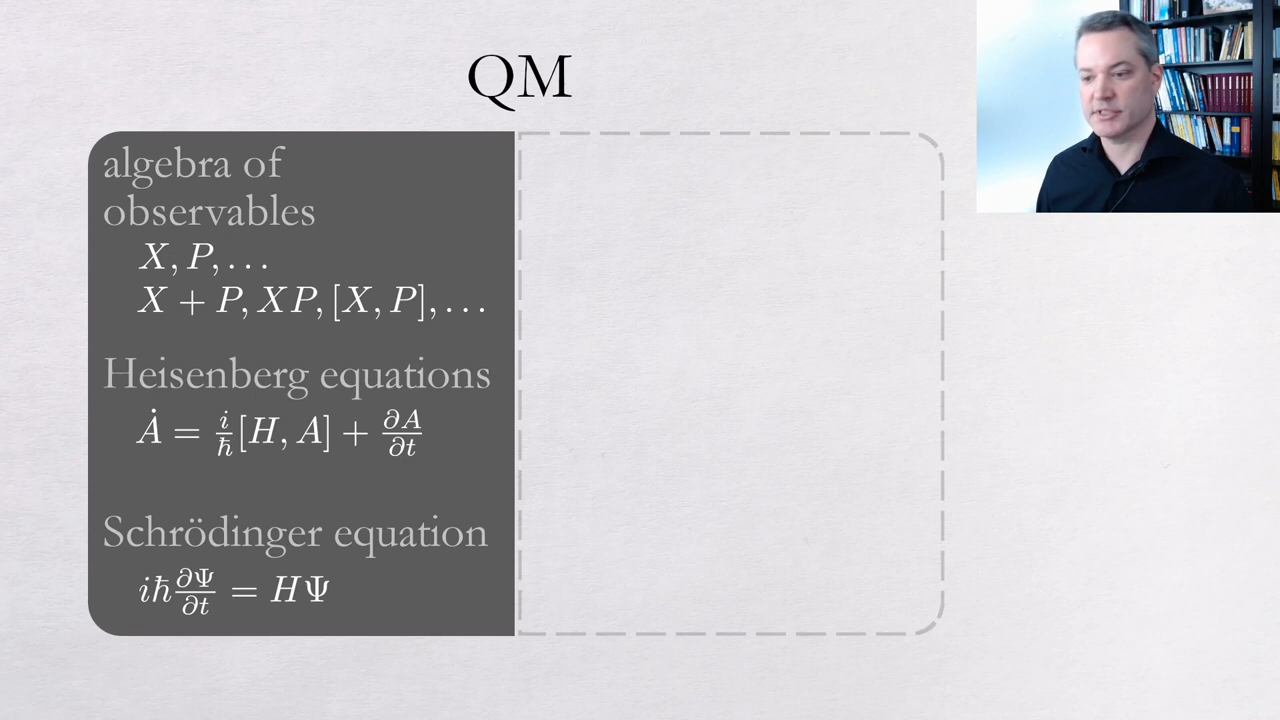 QM
algebra of
observables
X, P, . . .
X + P, XP, [X, P], . . .
Heisenberg equations
Ȧ = i/ħ [H, A] + ∂A/∂t
Schrödinger equation
iħ ∂Ψ/∂t = HΨ